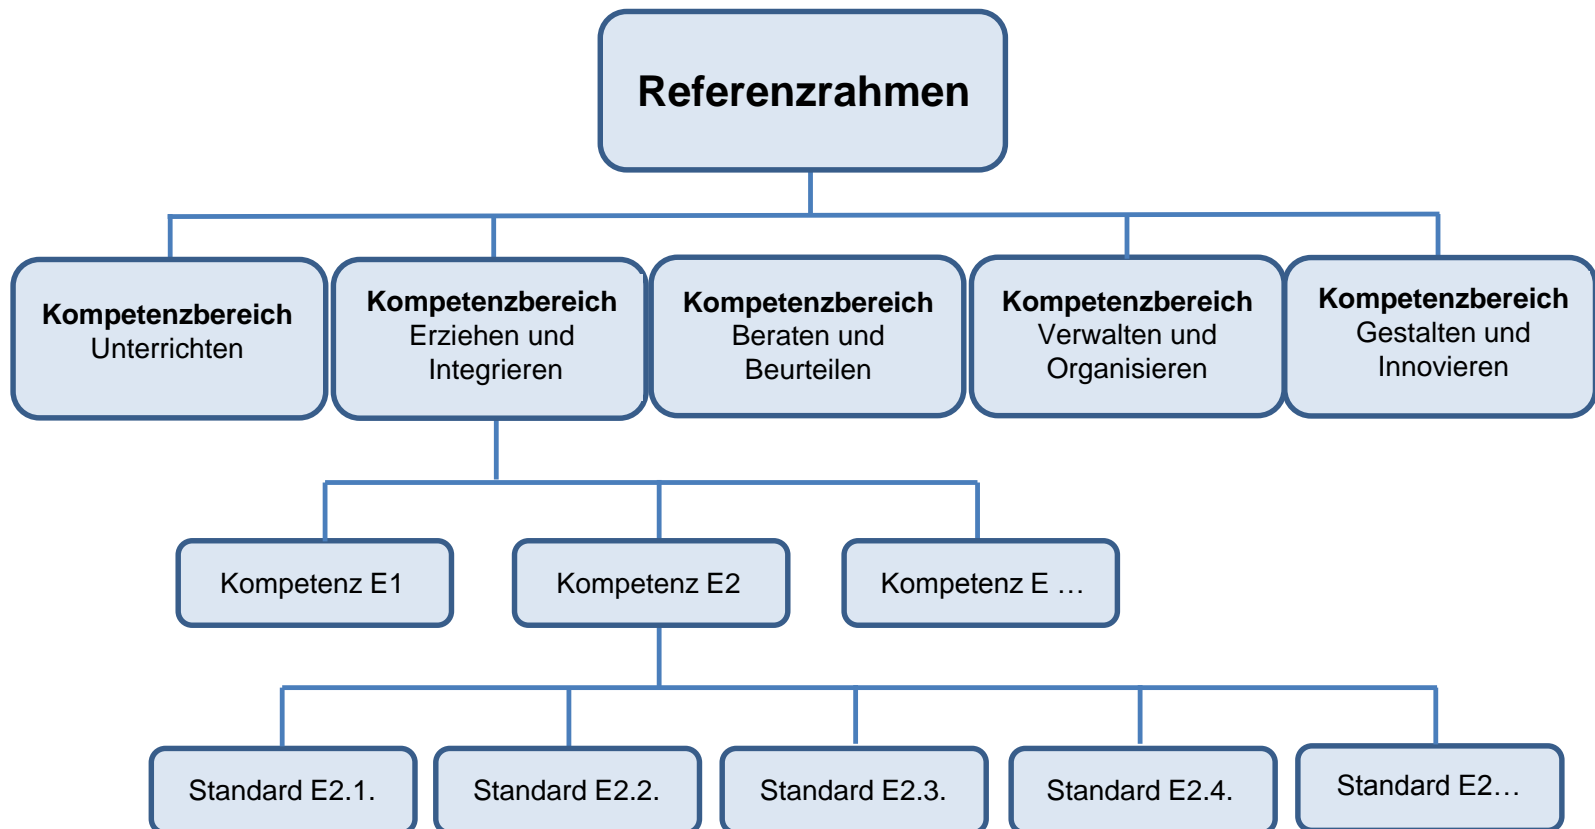 Referenzrahmen
Kompetenzbereich
Unterrichten
Kompetenzbereich
Erziehen und
Integrieren
Kompetenzbereich
Beraten und
Beurteilen
Kompetenzbereich
Verwalten und
Organisieren
Kompetenzbereich
Gestalten und
Innovieren
Kompetenz E1
Kompetenz E2
Kompetenz E …
Standard E2.1.
Standard E2.2.
Standard E2.3.
Standard E2.4.
Standard E2…